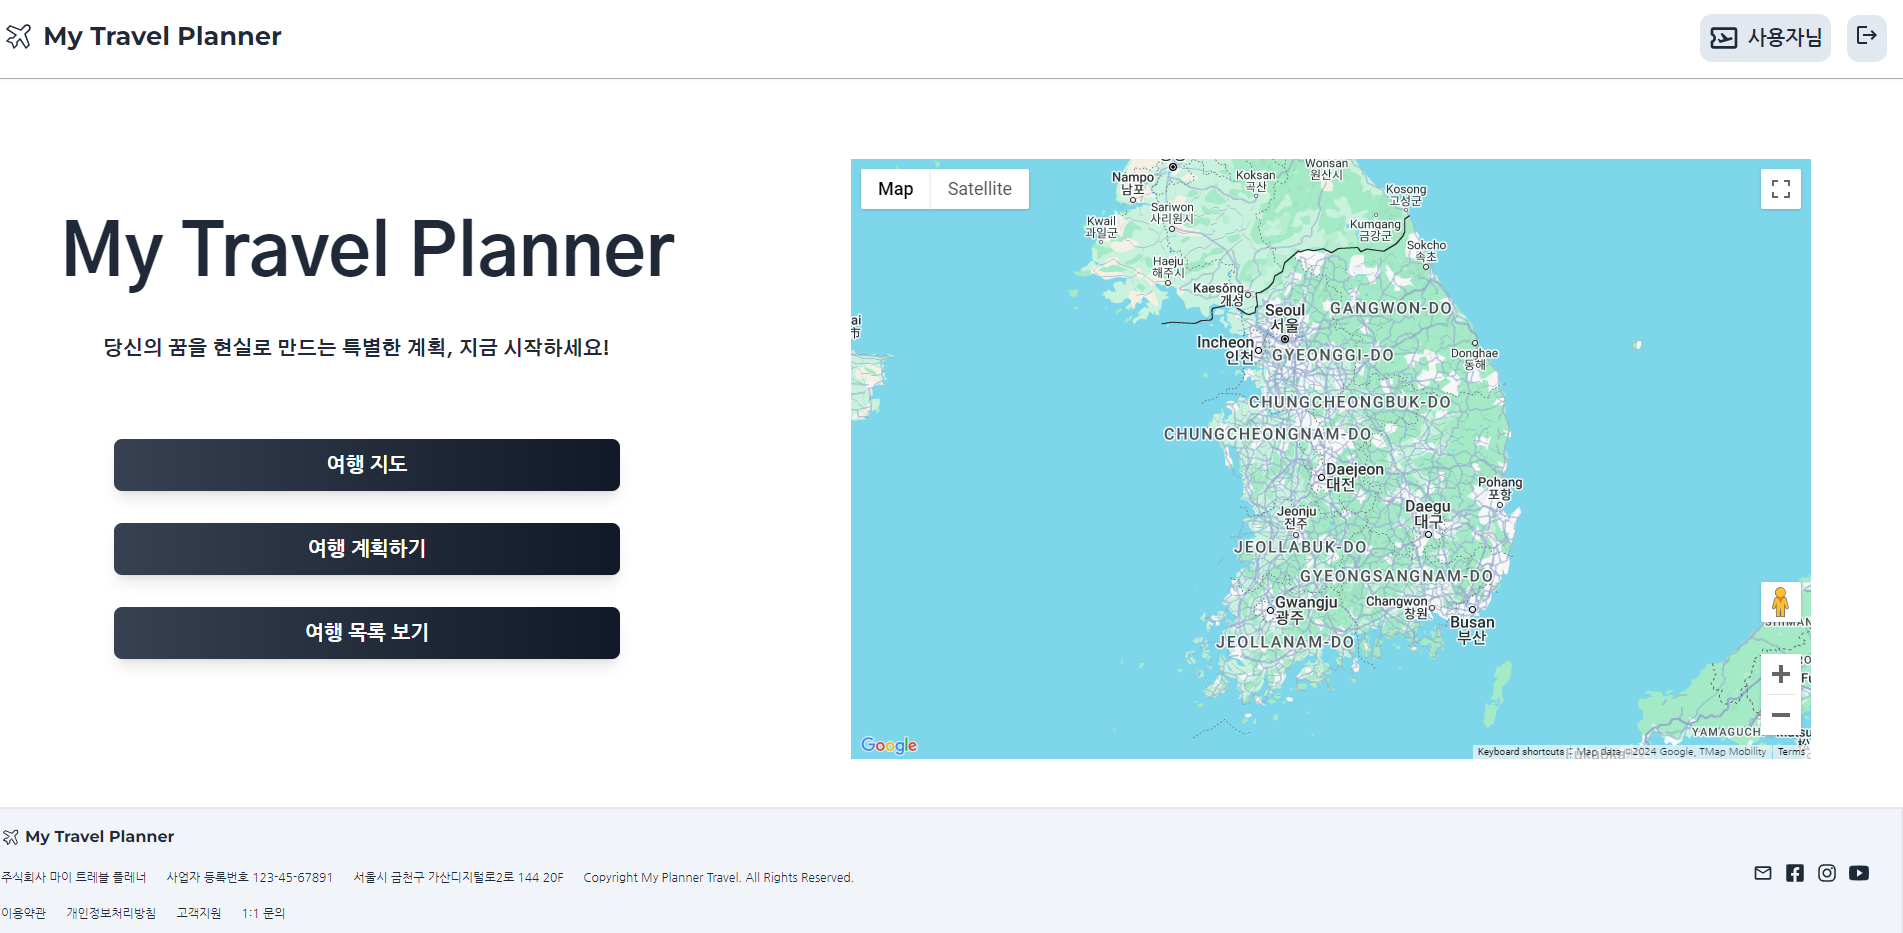 My Travel Planner
사용자님
My Travel Planner
당신의 꿈을 현실로 만드는 특별한 계획, 지금 시작하세요!
여행 지도
여행 계획하기
여행 목록 보기
Map Satellite
Wonsan
원산시
Nampo
남포
Koksan
곡산
Kosong
고성군
Sariwon
사리원시
Kwail
과일군
Kumgang
금강군
Sokcho
속초
Haeju
해주시
Kaesŏng
개성
Seoul
서울
GANGWON-DO
Incheon
인천
GYEONGGI-DO
Donghae
동해
CHUNGCHEONGBUK-DO
CHUNGCHEONGNAM-DO
Daejeon
대전
Pohang
포항
Jeonju
전주
Daegu
대구
JEOLLABUK-DO
GYEONGSANGNAM-DO
Gwangju
광주
Changwon
창원
Busan
부산
JEOLLANAM-DO
Google
Keyboard shortcuts Map data ©2024 Google, TMap Mobility Terms
My Travel Planner
주식회사 마이 트레블 플레너 사업자 등록번호 123-45-67891 서울시 금천구 가산디지털로2로 144 20F Copyright My Planner Travel. All Rights Reserved.
이용약관 개인정보처리방침 고객지원 1:1 문의